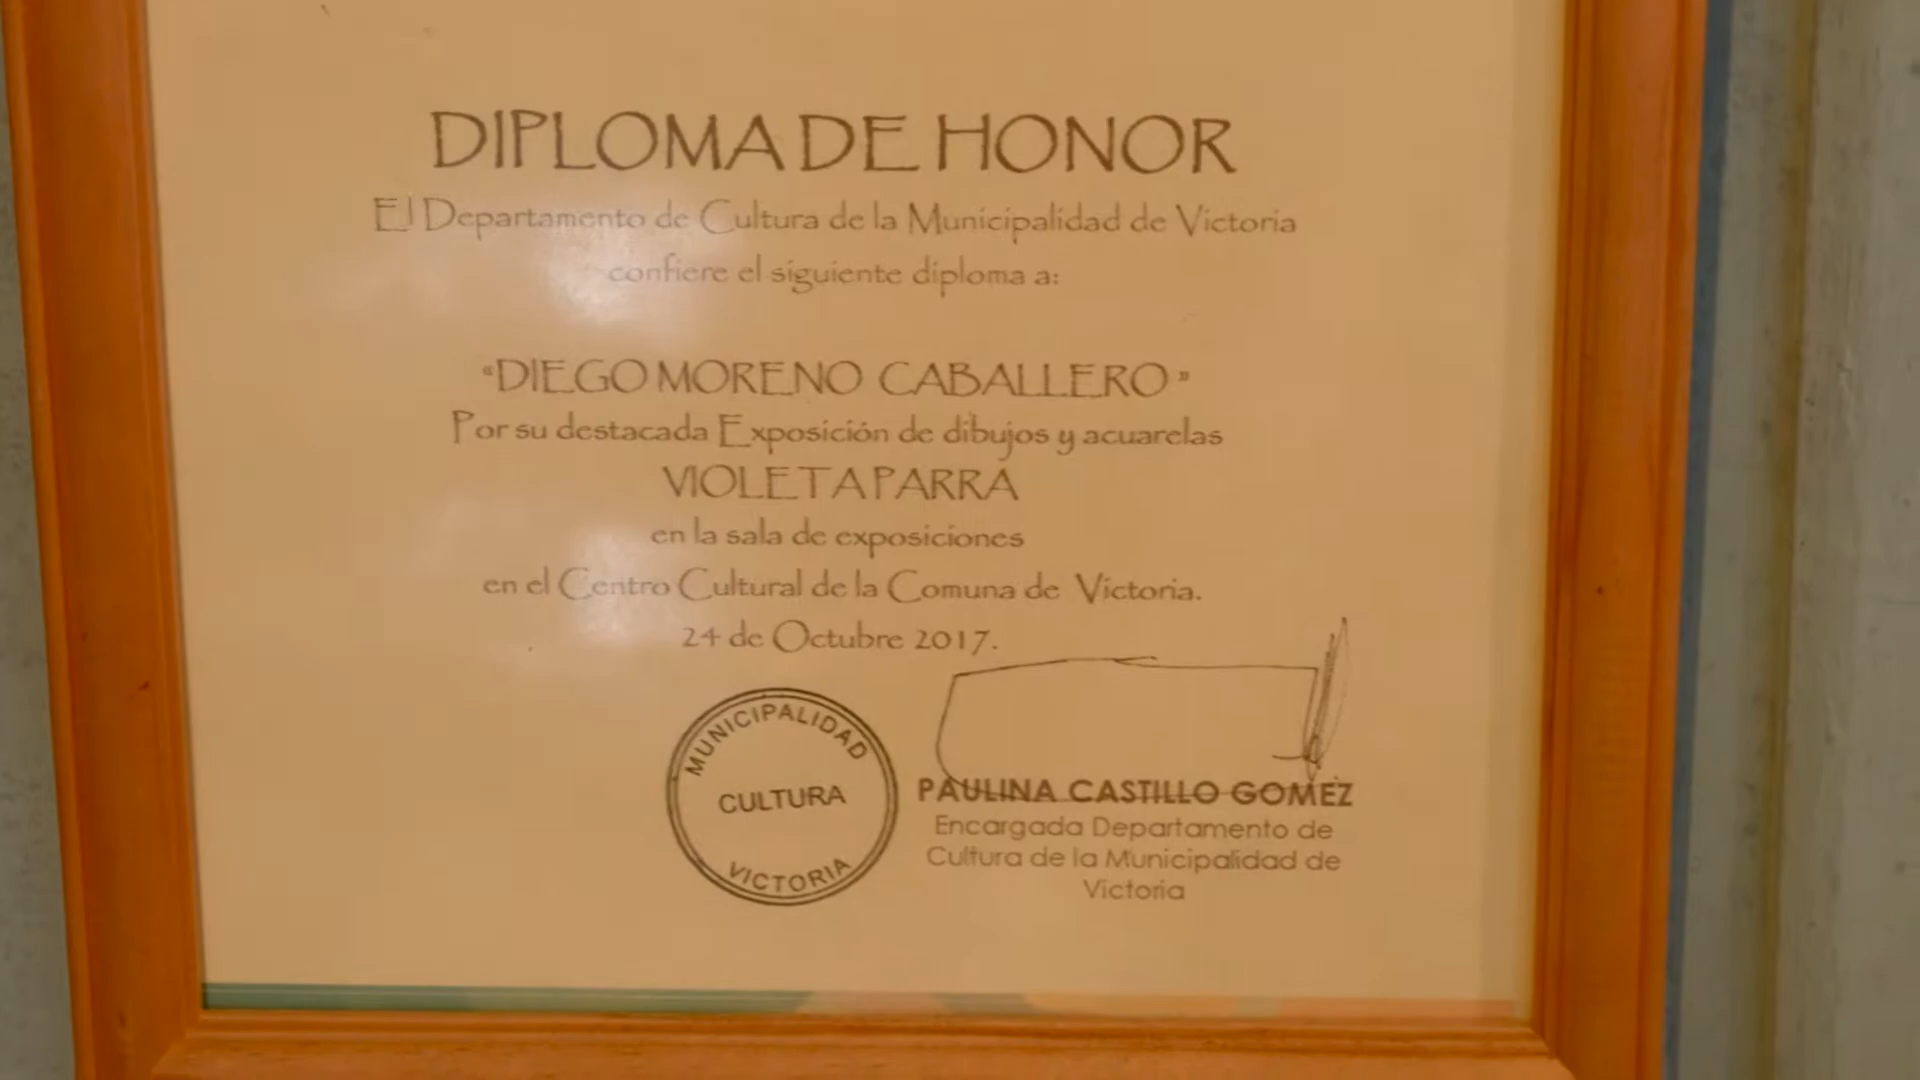 DIPLOMA DE HONOR
El Departamento de Cultura de la Municipalidad de Victoria
confiere el siguiente diploma a:
“DIEGO MORENO CABALLERO”
Por su destacada Exposición de dibujos y acuarelas
VIOLETA PARRA
en la sala de exposiciones
en el Centro Cultural de la Comuna de Victoria.
24 de Octubre 2017.
MUNICIPALIDAD
CULTURA
VICTORIA
PAULINA CASTILLO GOMEZ
Encargada Departamento de
Cultura de la Municipalidad de
Victoria